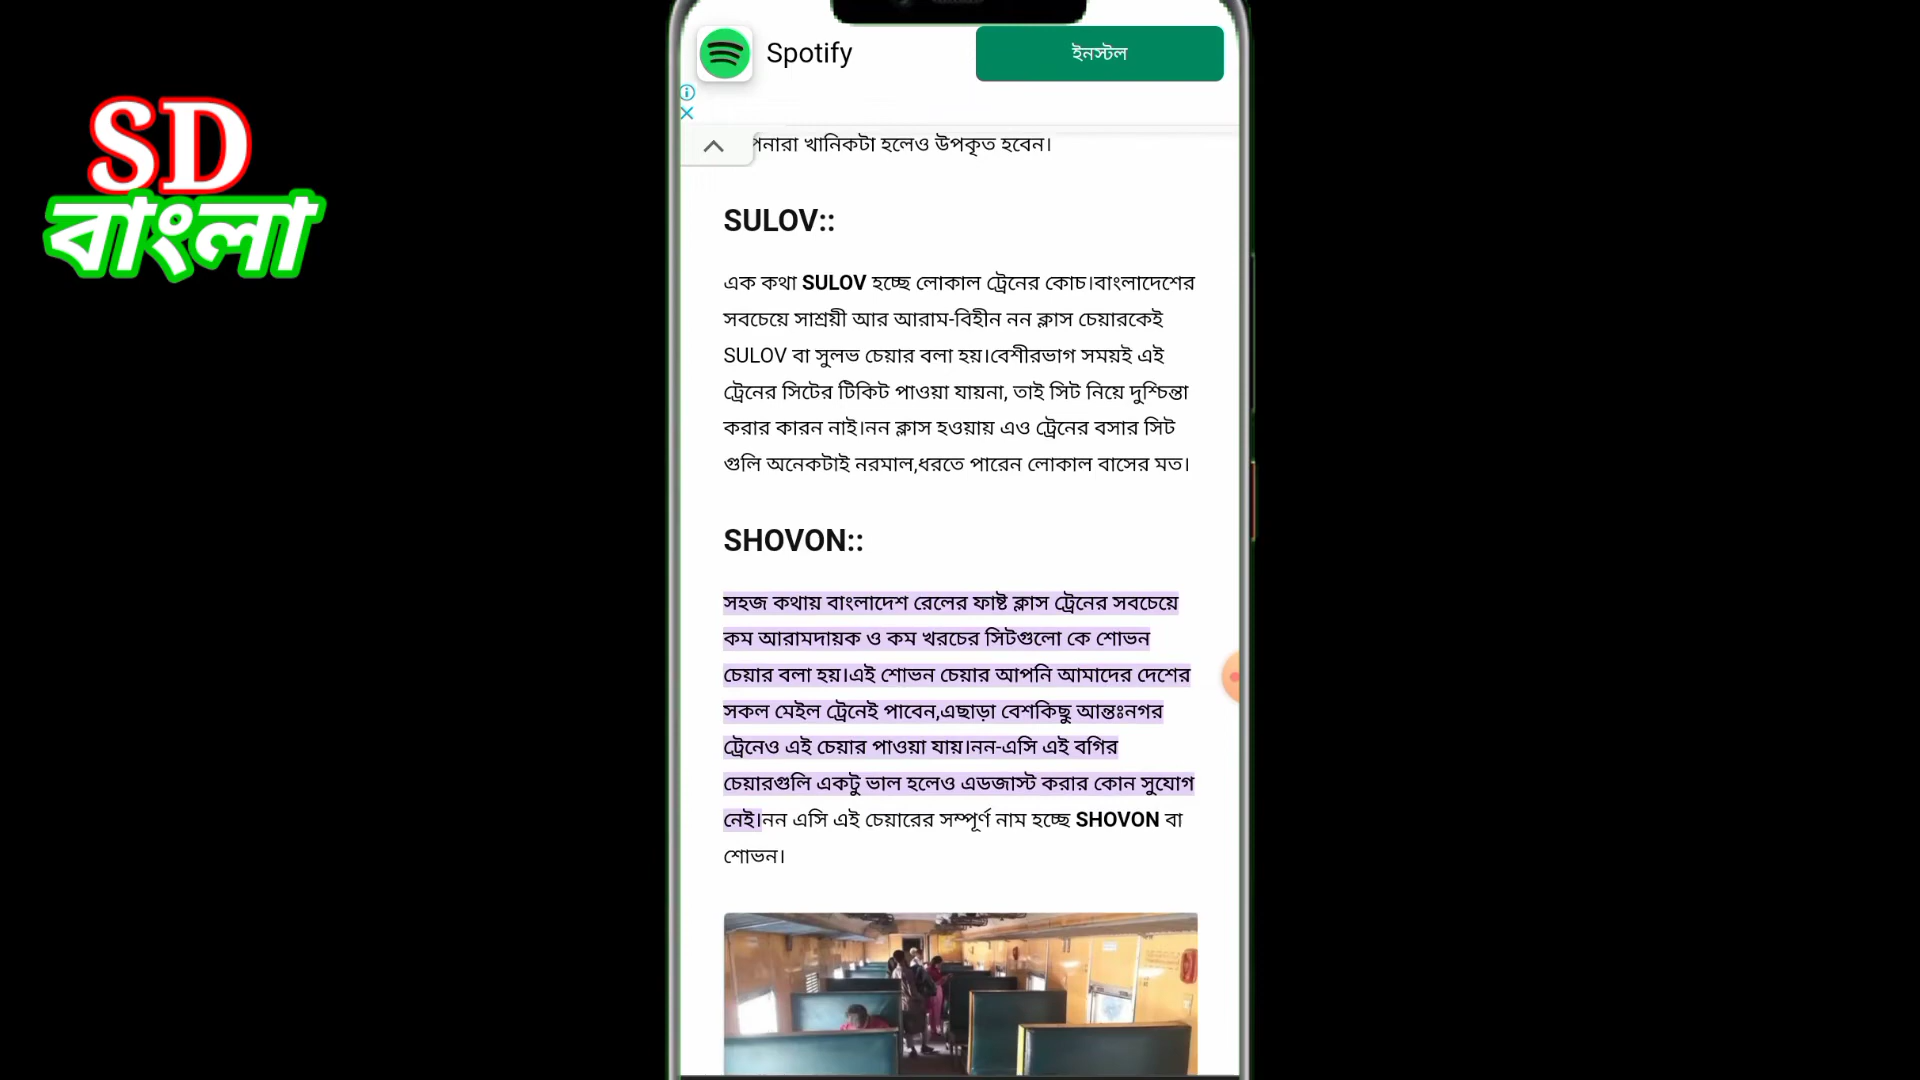 SD
বাংলা
Spotify
ইনস্টল
পনারা খানিকটা হলেও উপকৃত হবেন।
SULOV::
এক কথা SULOV হচ্ছে লোকাল ট্রেনের কোচ।বাংলাদেশের
সবচেয়ে সাশ্রয়ী আর আরাম-বিহীন নন ক্লাস চেয়ারকেই
SULOV বা সুলভ চেয়ার বলা হয়।বেশীরভাগ সময়ই এই
ট্রেনের সিটের টিকিট পাওয়া যায়না, তাই সিট নিয়ে দুশ্চিন্তা
করার কারন নাই।নন ক্লাস হওয়ায় এও ট্রেনের বসার সিট
গুলি অনেকটাই নরমাল,ধরতে পারেন লোকাল বাসের মত।
SHOVON::
সহজ কথায় বাংলাদেশ রেলের ফাষ্ট ক্লাস ট্রেনের সবচেয়ে
কম আরামদায়ক ও কম খরচের সিটগুলো কে শোভন
চেয়ার বলা হয়।এই শোভন চেয়ার আপনি আমাদের দেশের
সকল মেইল ট্রেনেই পাবেন,এছাড়া বেশকিছু আন্তঃনগর
ট্রেনেও এই চেয়ার পাওয়া যায়।নন-এসি এই বগির
চেয়ারগুলি একটু ভাল হলেও এডজাস্ট করার কোন সুযোগ
নেই।নন এসি এই চেয়ারের সম্পূর্ণ নাম হচ্ছে SHOVON বা
শোভন।